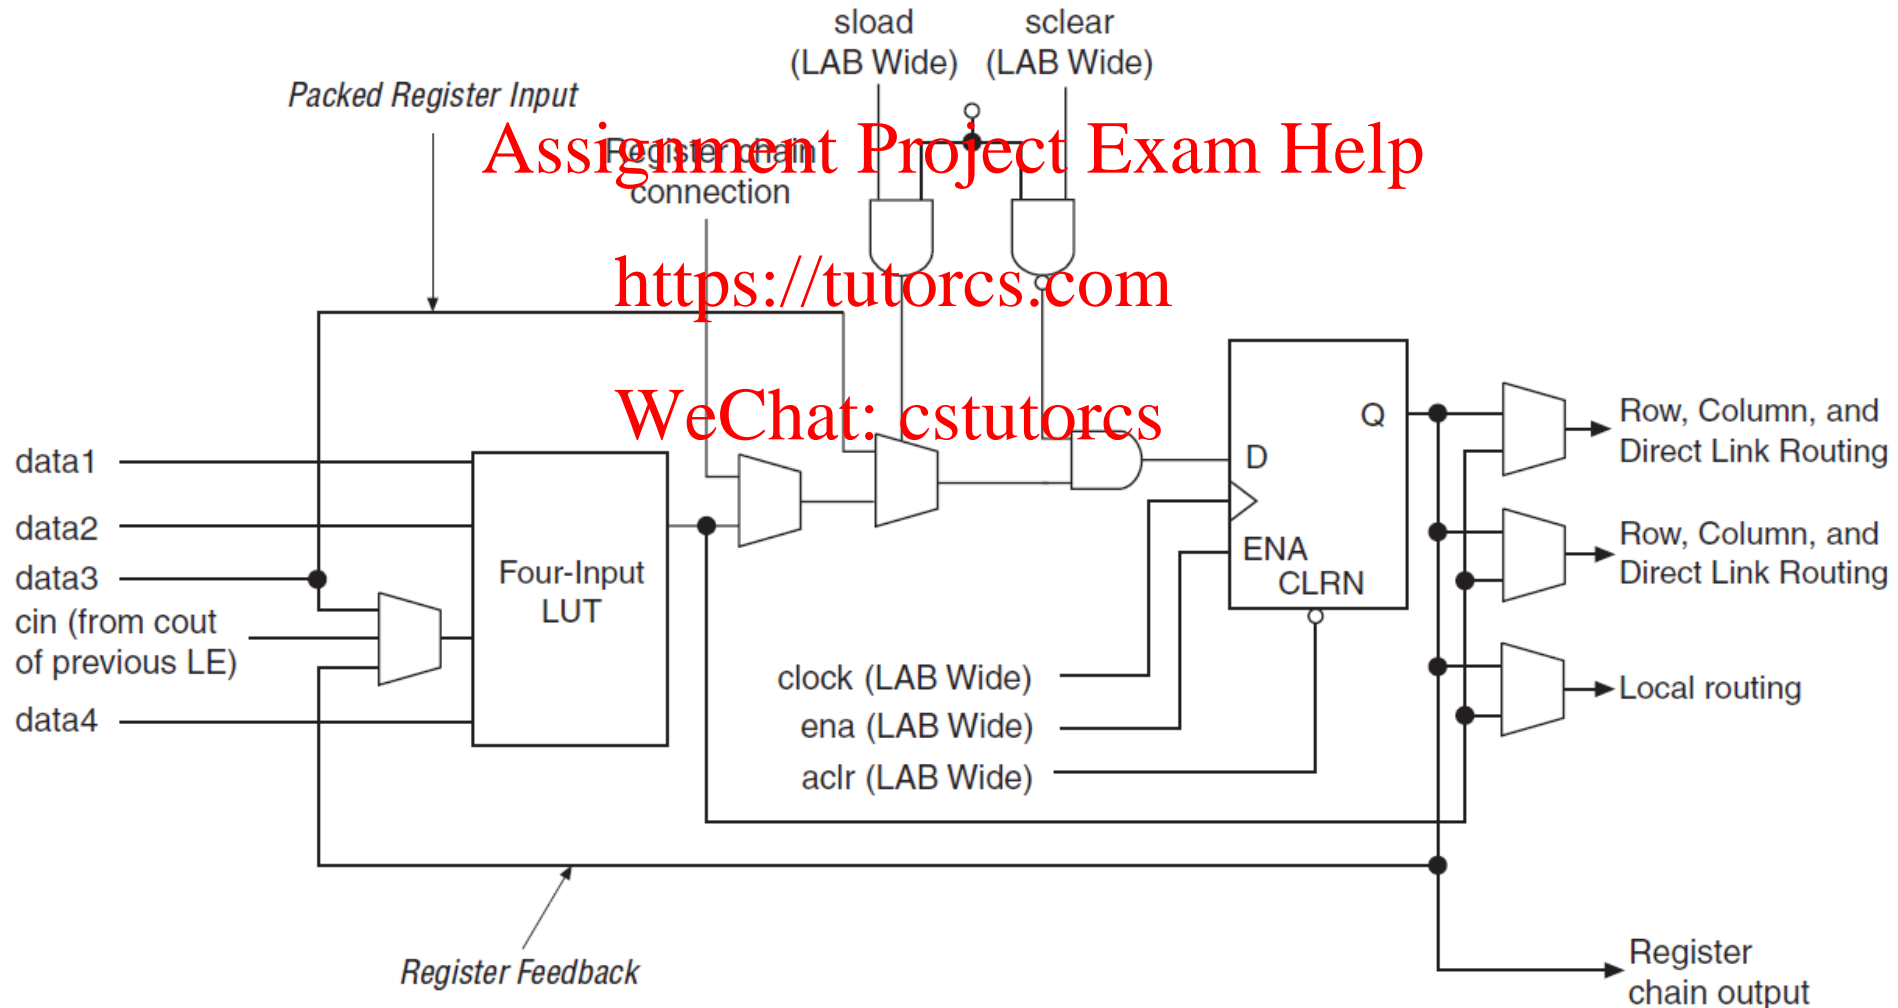 sload
(LAB Wide)
sclear
(LAB Wide)
Packed Register Input
Register chain
connection
Assignment Project Exam Help
https://tutorcs.com
WeChat: cstutorcs
data1
data2
data3
cin (from cout
of previous LE)
data4
Four-Input
LUT
D
Q
ENA
CLRN
clock (LAB Wide)
ena (LAB Wide)
aclr (LAB Wide)
Row, Column, and
Direct Link Routing
Row, Column, and
Direct Link Routing
Local routing
Register Feedback
Register
chain output